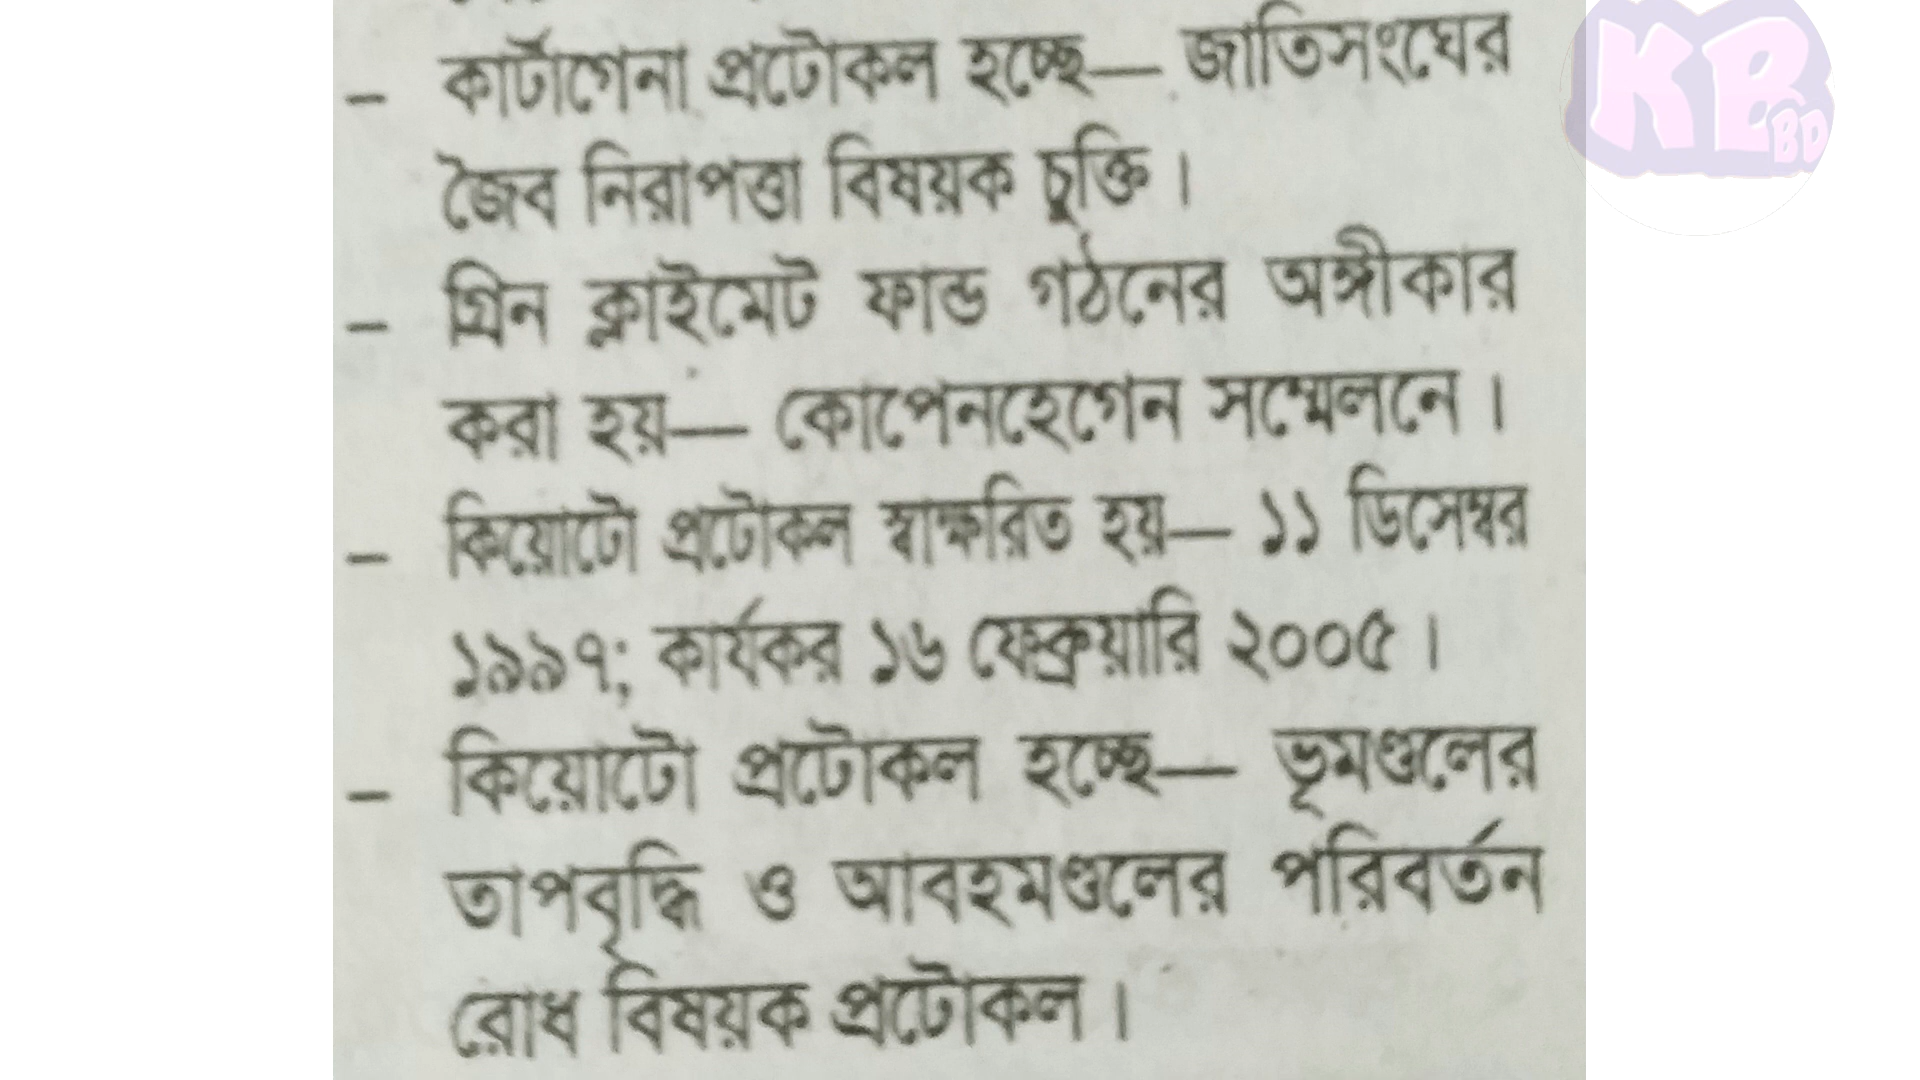 – কার্টাগেনা প্রটোকল হচ্ছে— জাতিসংঘের
জৈব নিরাপত্তা বিষয়ক চুক্তি।
– গ্রিন ক্লাইমেট ফান্ড গঠনের অঙ্গীকার
করা হয়— কোপেনহেগেন সম্মেলনে।
– কিয়োটো প্রটোকল স্বাক্ষরিত হয়— ১১ ডিসেম্বর
১৯৯৭; কার্যকর ১৬ ফেব্রুয়ারি ২০০৫।
– কিয়োটো প্রটোকল হচ্ছে— ভূমণ্ডলের
তাপবৃদ্ধি ও আবহমণ্ডলের পরিবর্তন
রোধ বিষয়ক প্রটোকল।
KB
BD